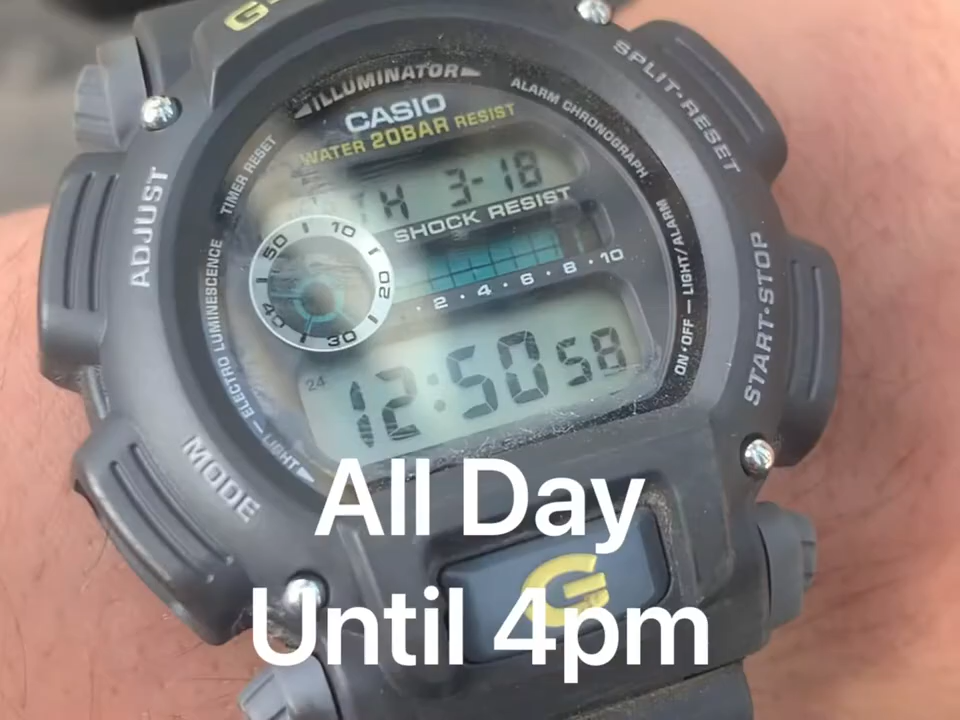 G-
ILLUMINATOR
CASIO
WATER 20BAR RESIST
ALARM CHRONOGRAPH
SPLIT·RESET
TIMER RESET
ADJUST
TH 3-18
SHOCK RESIST
50 10
40 20
30
· 2 · 4 · 6 · 8 · 10
ELECTRO LUMINESCENCE
ON·OFF — LIGHT/ALARM
START·STOP
24
12:50 58
LIGHT
MODE
All Day
G
Until 4pm